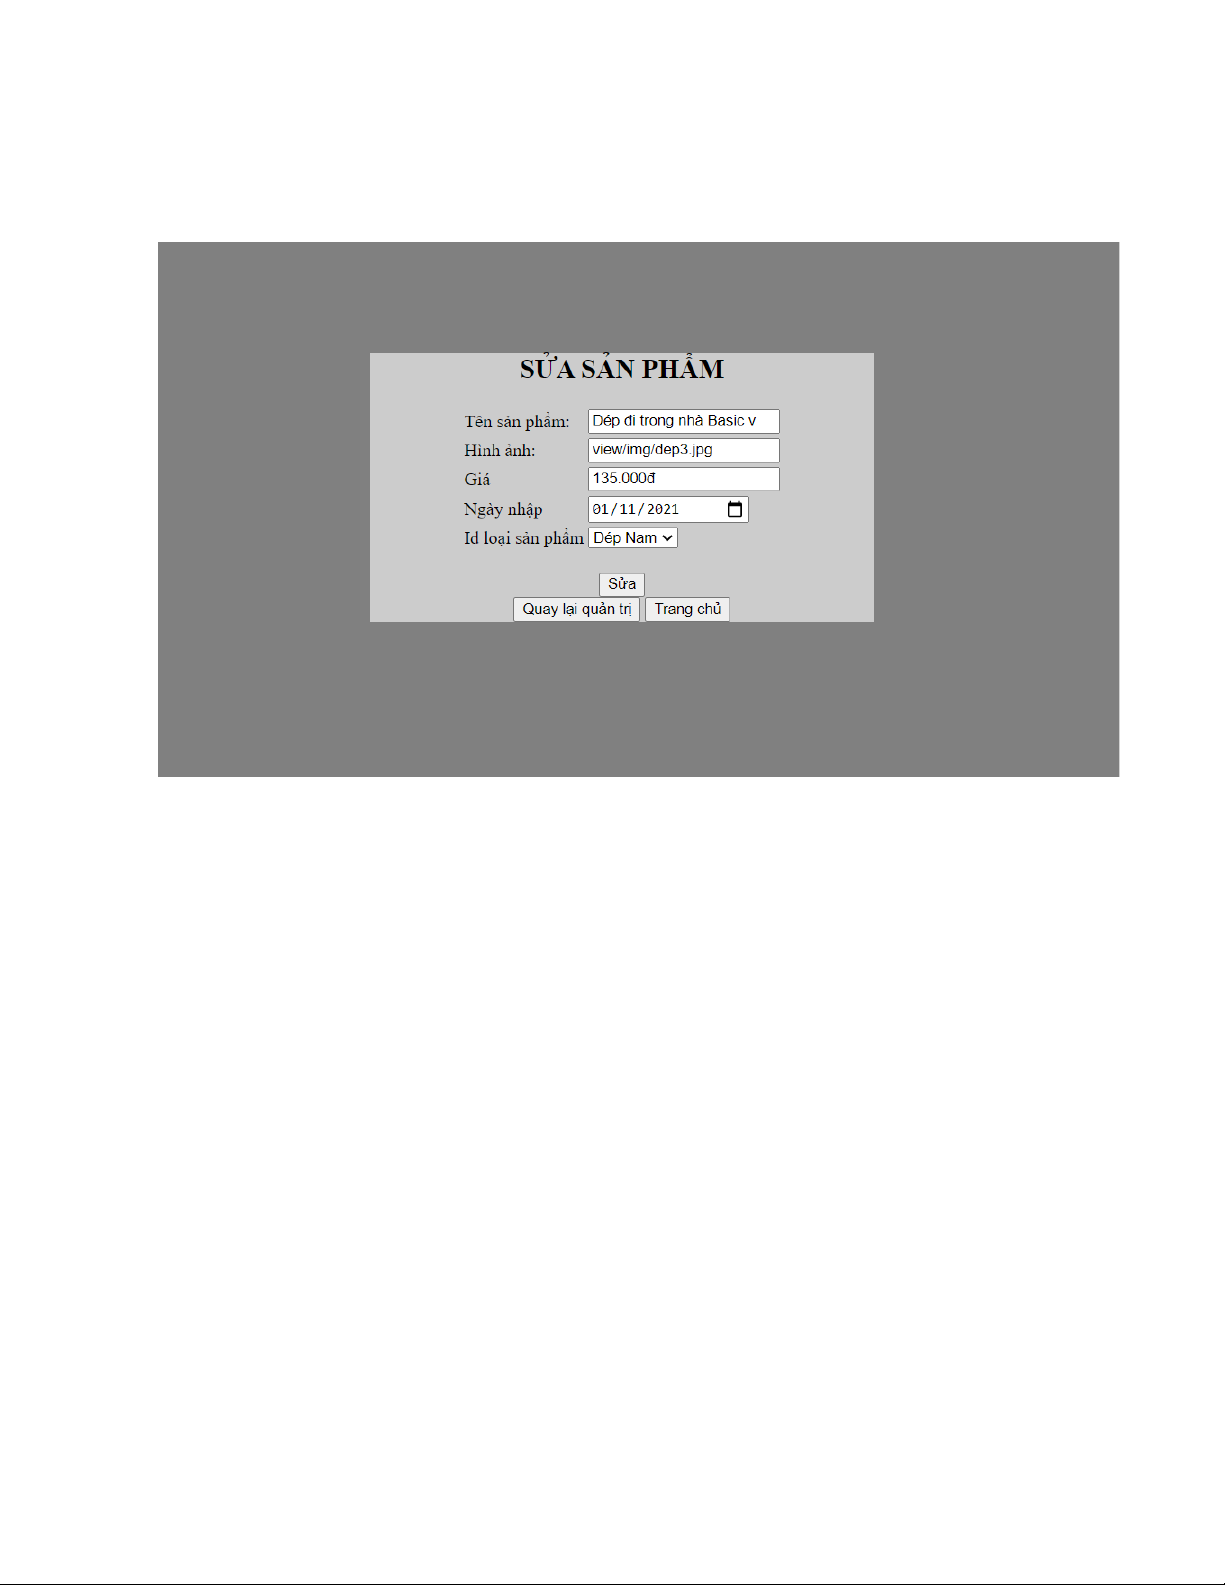 SỬA SẢN PHẨM
Tên sản phẩm: Dép đi trong nhà Basic v
Hình ảnh: view/img/dep3.jpg
Giá 135.000đ
Ngày nhập 01/11/2021
Id loại sản phẩm Dép Nam
Sửa
Quay lại quản trị Trang chủ